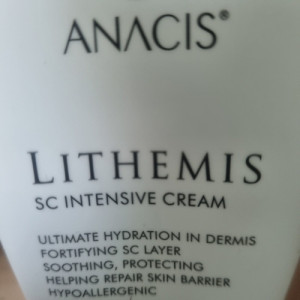 ANACIS®
LITHEMIS
SC INTENSIVE CREAM
ULTIMATE HYDRATION IN DERMIS
FORTIFYING SC LAYER
SOOTHING, PROTECTING
HELPING REPAIR SKIN BARRIER
HYPOALLERGENIC